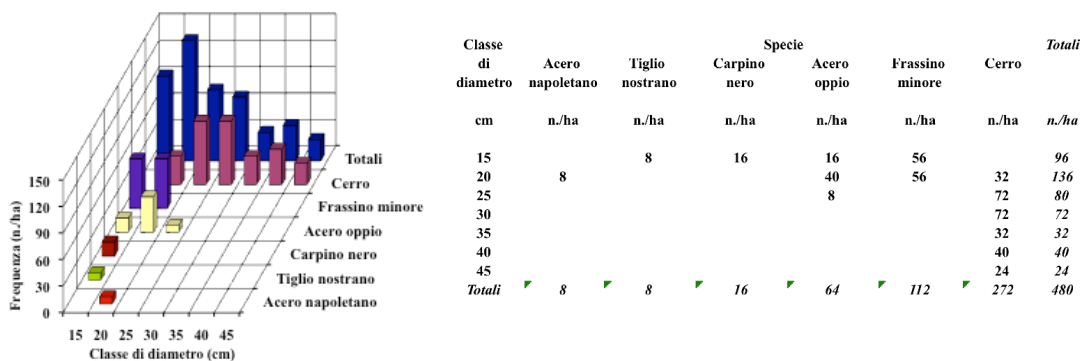 150
120
90
60
30
0
Frequenza (n./ha)
15 20 25 30 35 40 45
Classe di diametro (cm)
Totali
Cerro
Frassino minore
Acero oppio
Carpino nero
Tiglio nostrano
Acero napoletano
Classe Specie Totali
di Acero Tiglio Carpino Acero Frassino Cerro
diametro napoletano nostrano nero oppio minore
cm n./ha n./ha n./ha n./ha n./ha n./ha n./ha
15 8 16 16 56 96
20 8 40 56 32 136
25 8 72 80
30 72 72
35 32 32
40 40 40
45 24 24
Totali 8 8 16 64 112 272 480